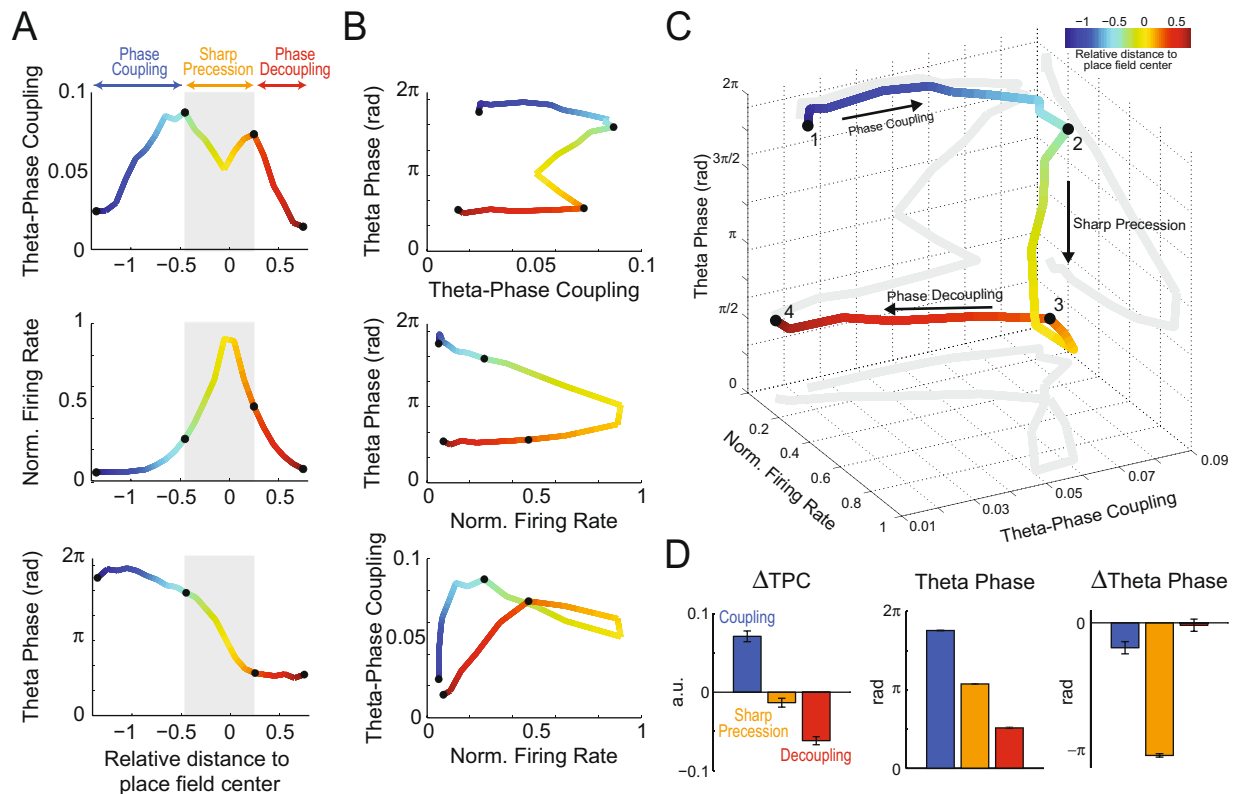 A
Phase
Coupling
Sharp
Precession
Phase
Decoupling
Theta-Phase Coupling
0.1
0.05
0
−1
−0.5
0
0.5
Norm. Firing Rate
1
0.5
0
−1
−0.5
0
0.5
Theta Phase (rad)
2π
π
0
−1
−0.5
0
0.5
Relative distance to
place field center
B
Theta Phase (rad)
2π
π
0
0
0.05
0.1
Theta-Phase Coupling
Theta Phase (rad)
2π
π
0
0
0.5
1
Norm. Firing Rate
Theta-Phase Coupling
0.1
0.05
0
0
0.5
1
Norm. Firing Rate
C
−1
−0.5
0
0.5
Relative distance to
place field center
Theta Phase (rad)
2π
3π/2
π
π/2
0
1
Phase Coupling
2
Sharp Precession
3
Phase Decoupling
4
Norm. Firing Rate
0.2
0.4
0.6
0.8
1
0.01
0.03
0.05
0.07
0.09
Theta-Phase Coupling
D
ΔTPC
a.u.
0.1
0
−0.1
Coupling
Sharp
Precession
Decoupling
Theta Phase
rad
2π
π
0
ΔTheta Phase
rad
0
−π